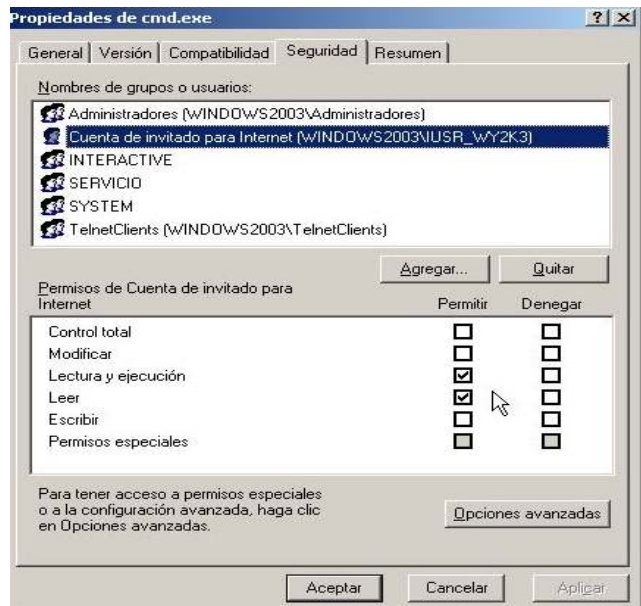 Propiedades de cmd.exe
General Versión Compatibilidad Seguridad Resumen
Nombres de grupos o usuarios:
Administradores (WINDOWS2003\Administradores)
Cuenta de invitado para Internet (WINDOWS2003\IUSR_WY2K3)
INTERACTIVE
SERVICIO
SYSTEM
TelnetClients (WINDOWS2003\TelnetClients)
Agregar... Quitar
Permisos de Cuenta de invitado para
Internet Permitir Denegar
Control total
Modificar
Lectura y ejecución
Leer
Escribir
Permisos especiales
Para tener acceso a permisos especiales
o a la configuración avanzada, haga clic
en Opciones avanzadas.
Opciones avanzadas
Aceptar Cancelar Aplicar